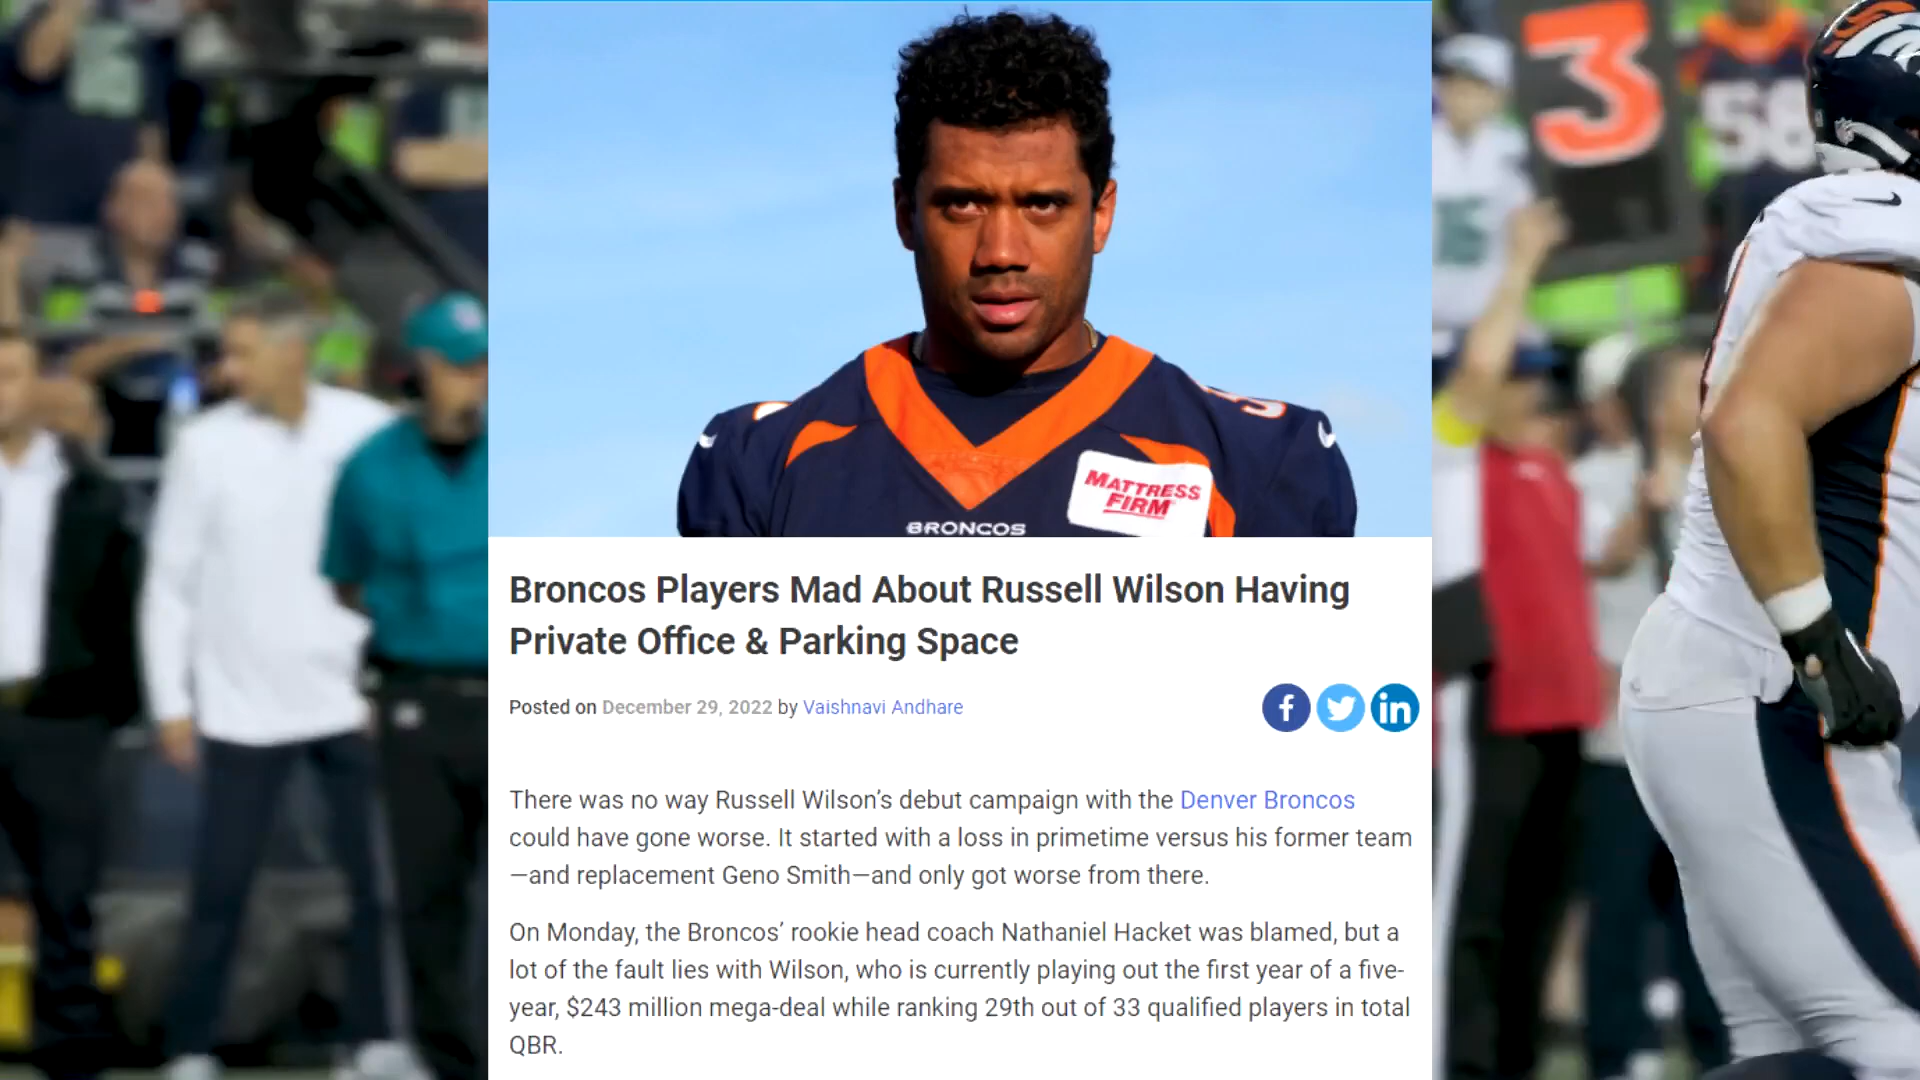 3
58
MATTRESS
FIRM
BRONCOS
Broncos Players Mad About Russell Wilson Having
Private Office & Parking Space
Posted on December 29, 2022 by Vaishnavi Andhare
There was no way Russell Wilson’s debut campaign with the Denver Broncos
could have gone worse. It started with a loss in primetime versus his former team
—and replacement Geno Smith—and only got worse from there.
On Monday, the Broncos’ rookie head coach Nathaniel Hacket was blamed, but a
lot of the fault lies with Wilson, who is currently playing out the first year of a five-
year, $243 million mega-deal while ranking 29th out of 33 qualified players in total
QBR.